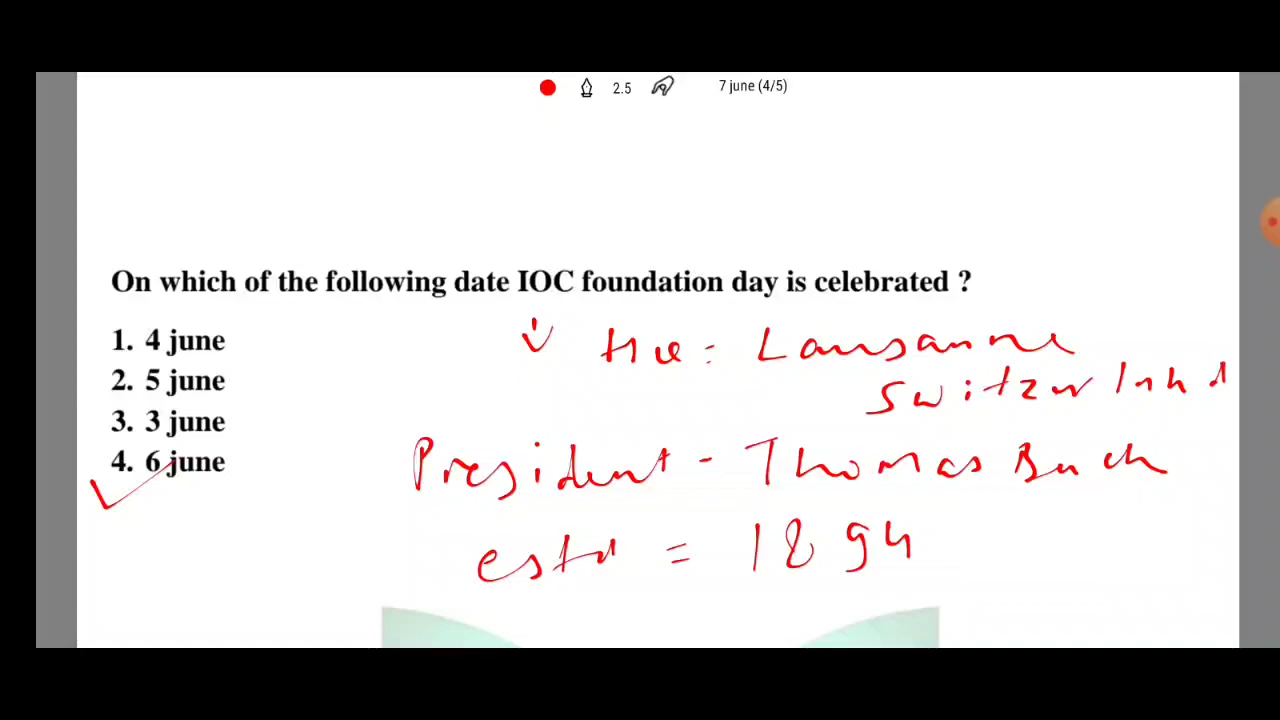 2.5 7 june (4/5)
On which of the following date IOC foundation day is celebrated ?
1. 4 june
2. 5 june
3. 3 june
4. 6 june
HQ : Lausanne
Switzerlnhd
President - Thomas Bach
estd = 1894